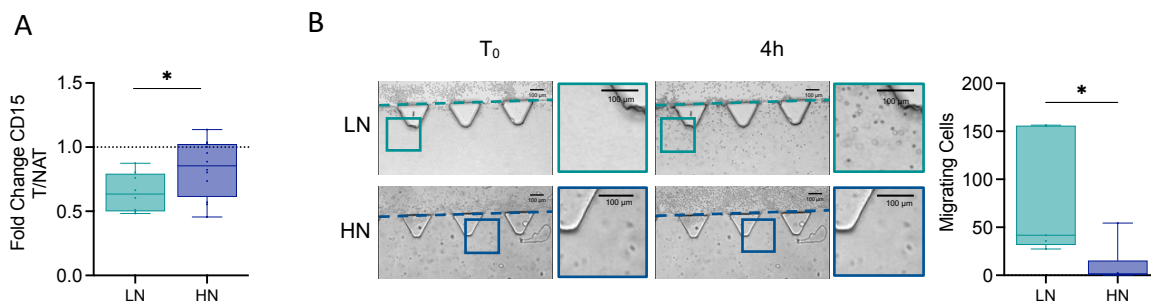 A
Fold Change CD15
T/NAT
1.5
1.0
0.5
0.0
*
LN
HN
B
T₀
4h
LN
100 µm
100 µm
100 µm
100 µm
HN
100 µm
100 µm
100 µm
100 µm
Migrating Cells
200
150
100
50
0
*
LN
HN